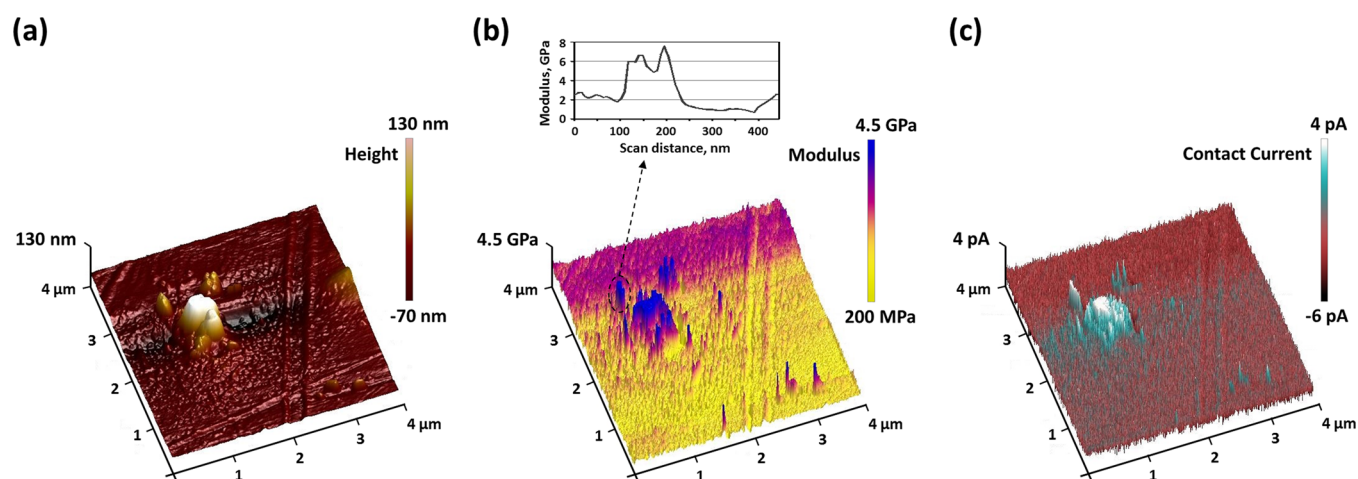 (a)
130 nm
Height
-70 nm
130 nm
4 µm
3
2
1
1
2
3
4 µm
(b)
Modulus, GPa
8
6
4
2
0
0
100
200
300
400
Scan distance, nm
4.5 GPa
Modulus
200 MPa
4.5 GPa
4 µm
3
2
1
1
2
3
4 µm
(c)
4 pA
Contact Current
-6 pA
4 pA
4 µm
3
2
1
1
2
3
4 µm